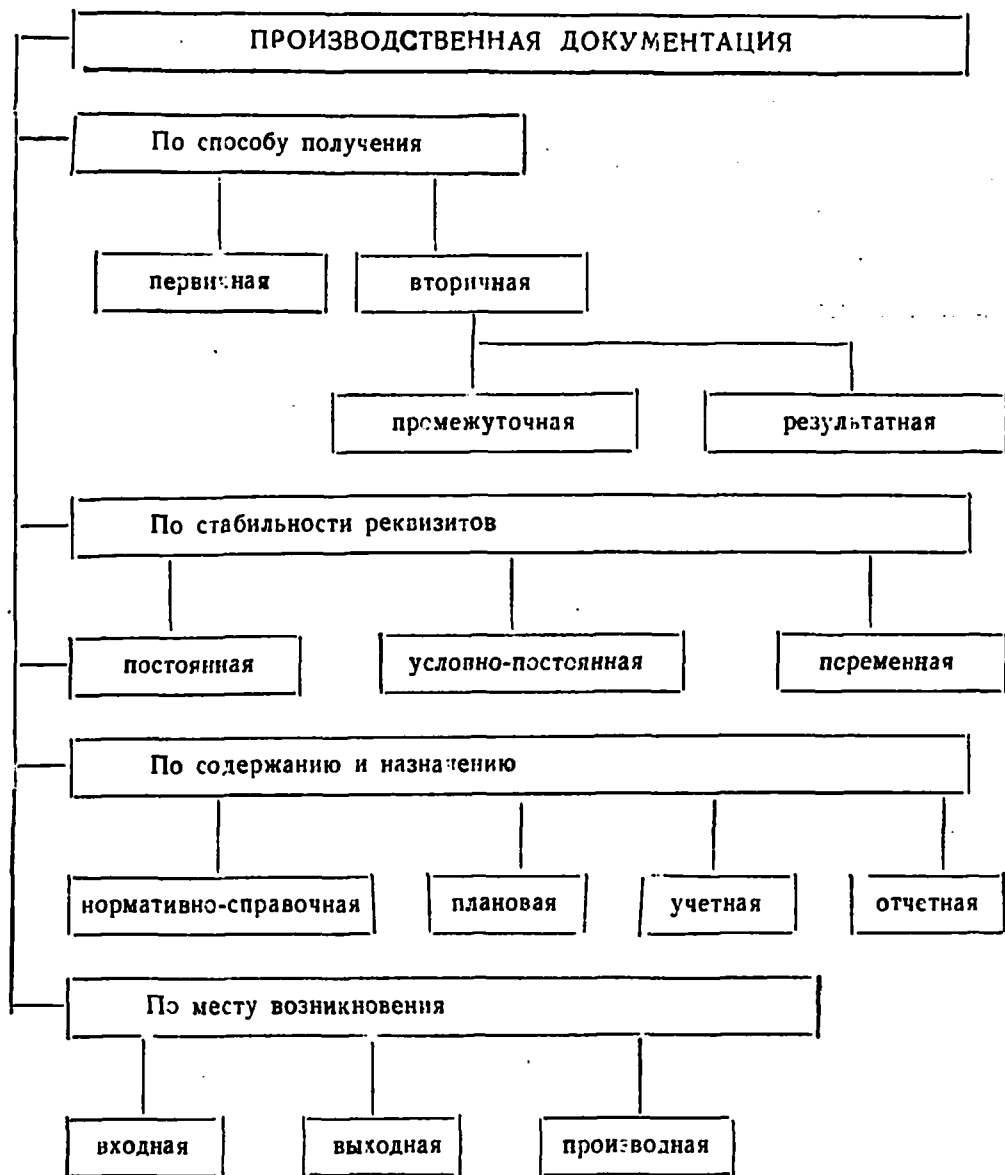 ПРОИЗВОДСТВЕННАЯ ДОКУМЕНТАЦИЯ
По способу получения
первичная вторичная
промежуточная результатная
По стабильности реквизитов
постоянная условно-постоянная переменная
По содержанию и назначению
нормативно-справочная плановая учетная отчетная
По месту возникновения
входная выходная производная